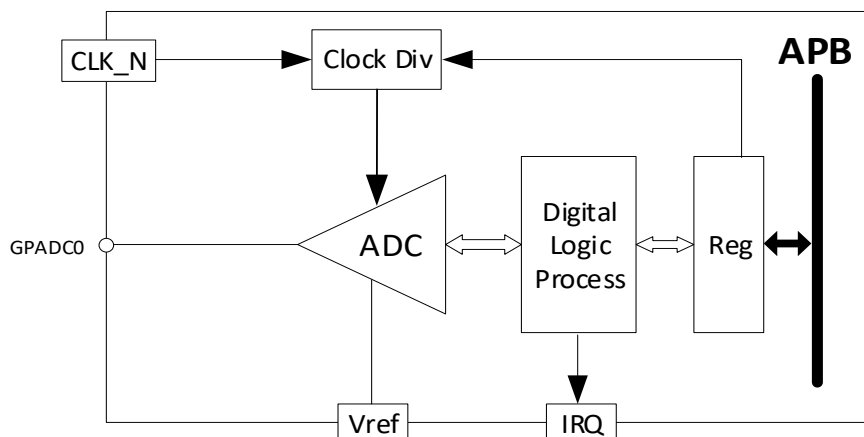 CLK_N
Clock Div
APB
GPADC0
ADC
Digital
Logic
Process
Reg
Vref
IRQ